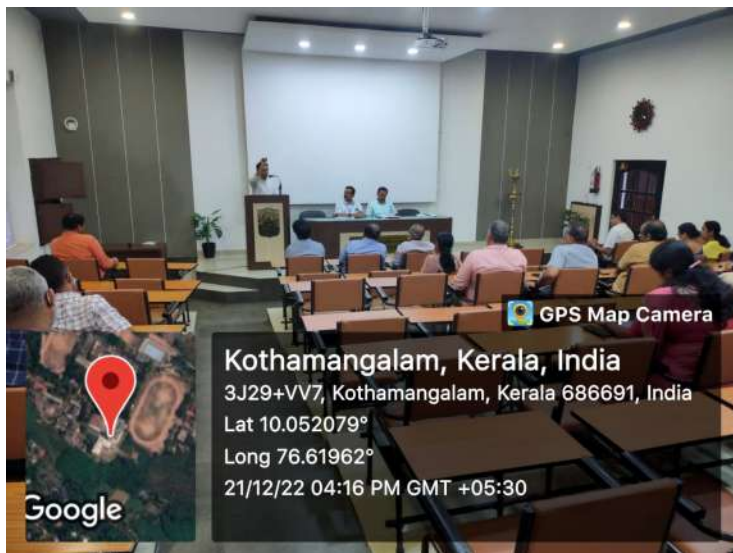 GPS Map Camera
Kothamangalam, Kerala, India
3J29+VV7, Kothamangalam, Kerala 686691, India
Lat 10.052079°
Long 76.61962°
21/12/22 04:16 PM GMT +05:30
Google